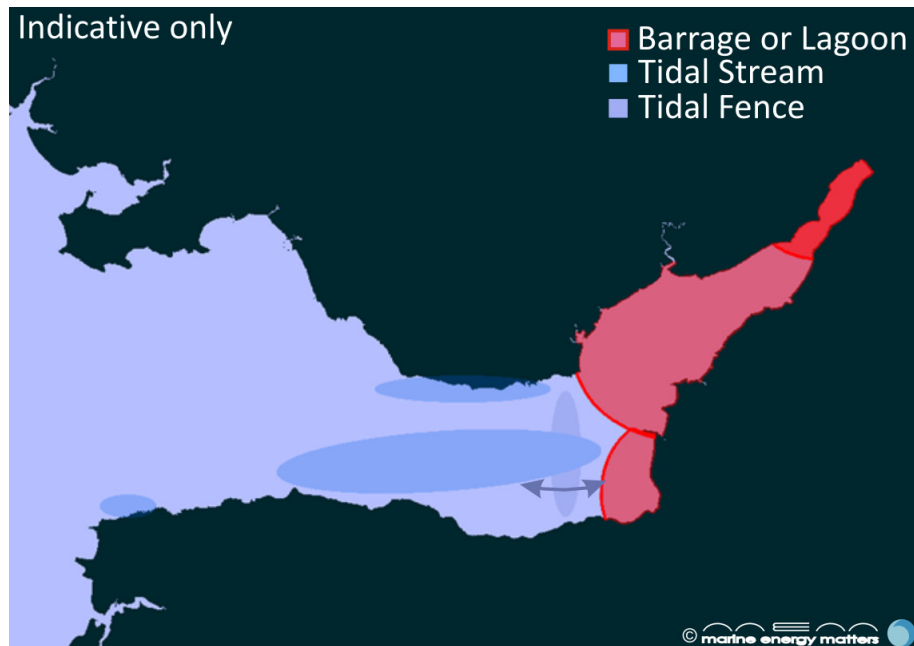 Indicative only
Barrage or Lagoon
Tidal Stream
Tidal Fence
© marine energy matters